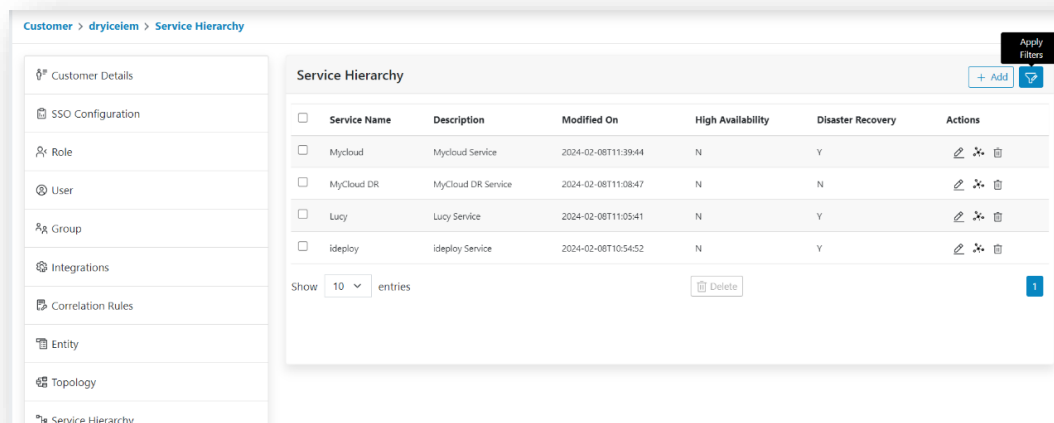 Customer > dryiceiem > Service Hierarchy
Apply
Filters
Customer Details
SSO Configuration
Role
User
Group
Integrations
Correlation Rules
Entity
Topology
Service Hierarchy
Service Hierarchy
+ Add
Service Name Description Modified On High Availability Disaster Recovery Actions
Mycloud Mycloud Service 2024-02-08T11:39:44 N Y
MyCloud DR MyCloud DR Service 2024-02-08T11:08:47 N N
Lucy Lucy Service 2024-02-08T11:05:41 N Y
ideploy ideploy Service 2024-02-08T10:54:52 N Y
Show 10 entries Delete 1